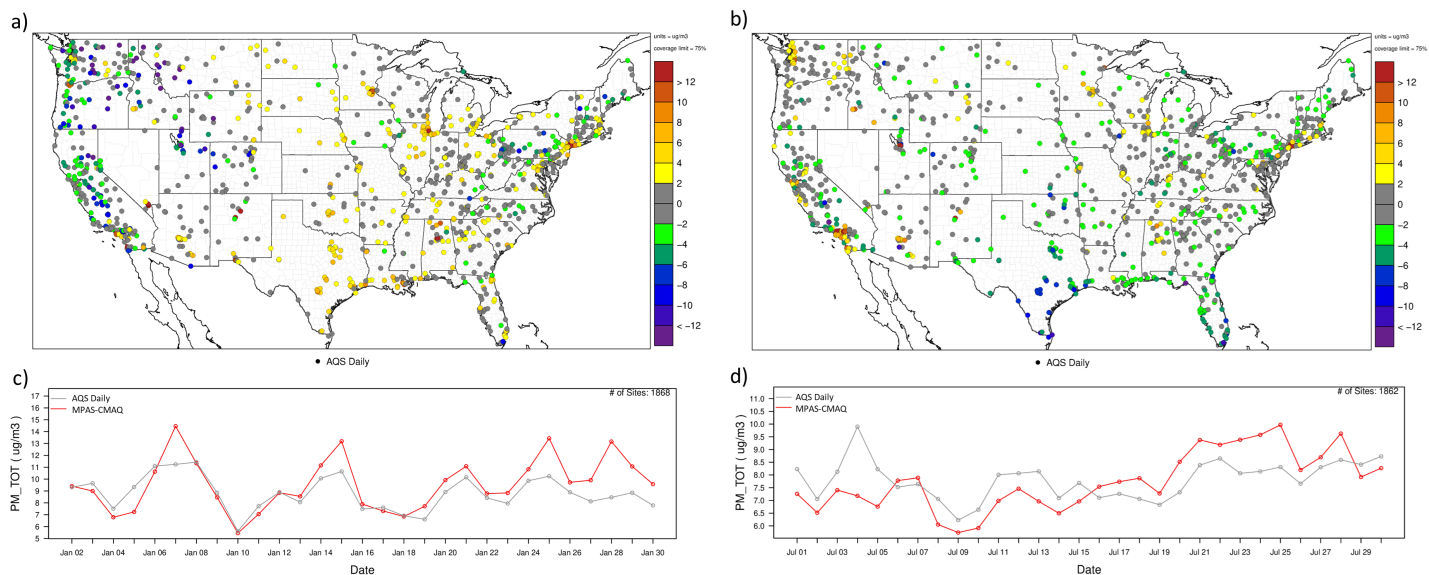 a)
units = ug/m3
coverage limit = 75%
> 12
10
8
6
4
2
0
−2
−4
−6
−8
−10
< −12
AQS Daily
b)
units = ug/m3
coverage limit = 75%
> 12
10
8
6
4
2
0
−2
−4
−6
−8
−10
< −12
AQS Daily
c)
# of Sites: 1868
AQS Daily
MPAS-CMAQ
PM_TOT ( ug/m3 )
17
16
15
14
13
12
11
10
9
8
7
6
5
Jan 02 Jan 04 Jan 06 Jan 08 Jan 10 Jan 12 Jan 14 Jan 16 Jan 18 Jan 20 Jan 22 Jan 24 Jan 26 Jan 28 Jan 30
Date
d)
# of Sites: 1862
AQS Daily
MPAS-CMAQ
PM_TOT ( ug/m3 )
11.0
10.5
10.0
9.5
9.0
8.5
8.0
7.5
7.0
6.5
6.0
Jul 01 Jul 03 Jul 05 Jul 07 Jul 09 Jul 11 Jul 13 Jul 15 Jul 17 Jul 19 Jul 21 Jul 23 Jul 25 Jul 27 Jul 29
Date